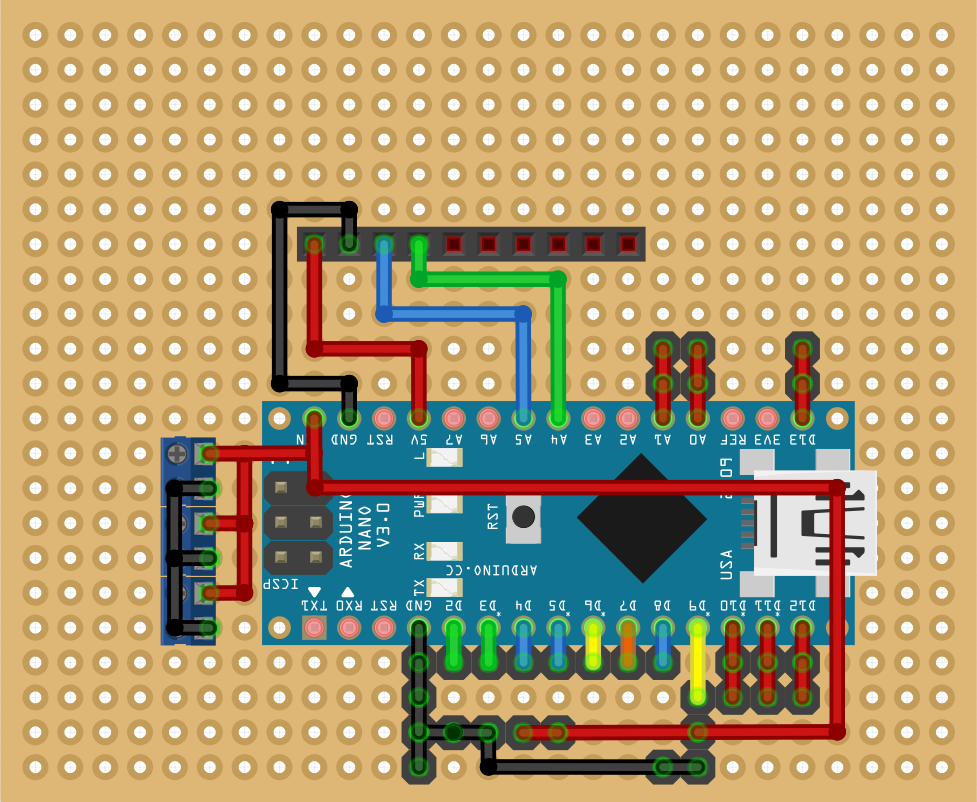 N GND RST 5V A7 A6 A5 A4 A3 A2 A1 A0 REF 3V3 D13
L
PWR
RST
ARDUINO
NANO
V3.0
RX
ARDUINO.CC
USA
ICSP
TX
TX1 RX0 RST GND D2 D3* D4 D5* D6* D7 D8 D9* D10* D11* D12